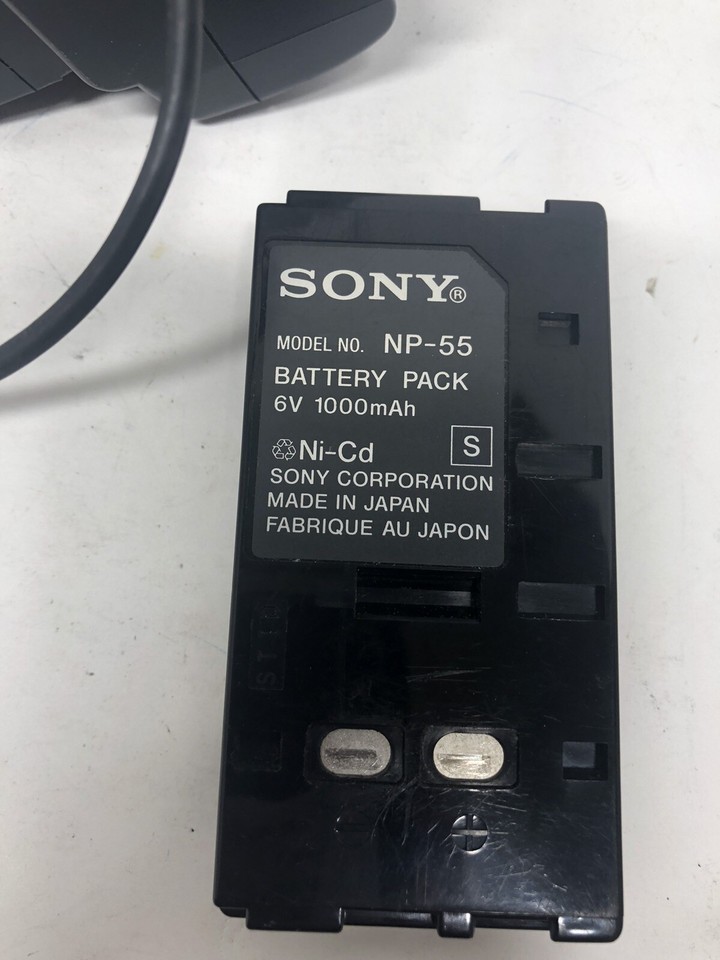 SONY®
MODEL NO. NP-55
BATTERY PACK
6V 1000mAh
Ni-Cd
S
SONY CORPORATION
MADE IN JAPAN
FABRIQUE AU JAPON